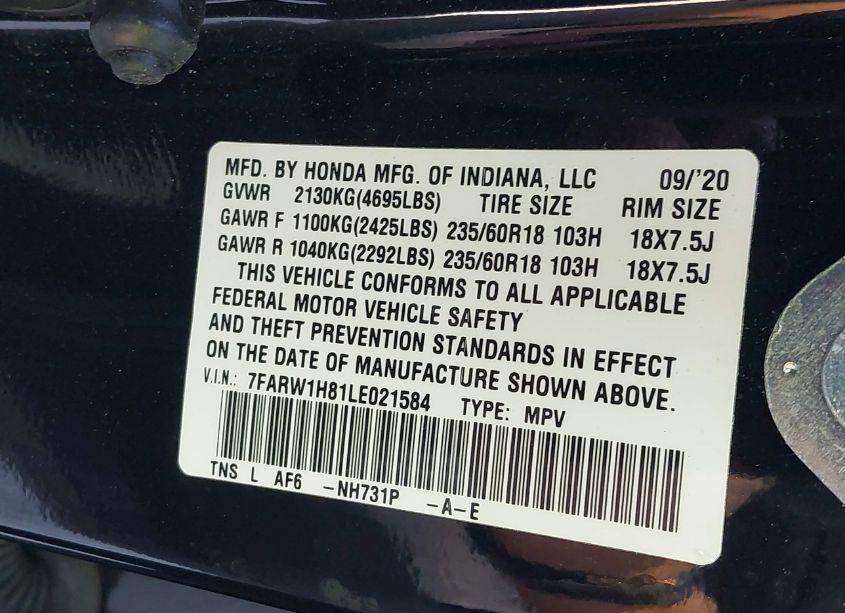 MFD. BY HONDA MFG. OF INDIANA, LLC 09/'20
GVWR 2130KG(4695LBS) TIRE SIZE RIM SIZE
GAWR F 1100KG(2425LBS) 235/60R18 103H 18X7.5J
GAWR R 1040KG(2292LBS) 235/60R18 103H 18X7.5J
THIS VEHICLE CONFORMS TO ALL APPLICABLE
FEDERAL MOTOR VEHICLE SAFETY
AND THEFT PREVENTION STANDARDS IN EFFECT
ON THE DATE OF MANUFACTURE SHOWN ABOVE.
V.I.N.: 7FARW1H81LE021584 TYPE: MPV
TNS L AF6 -NH731P -A-E